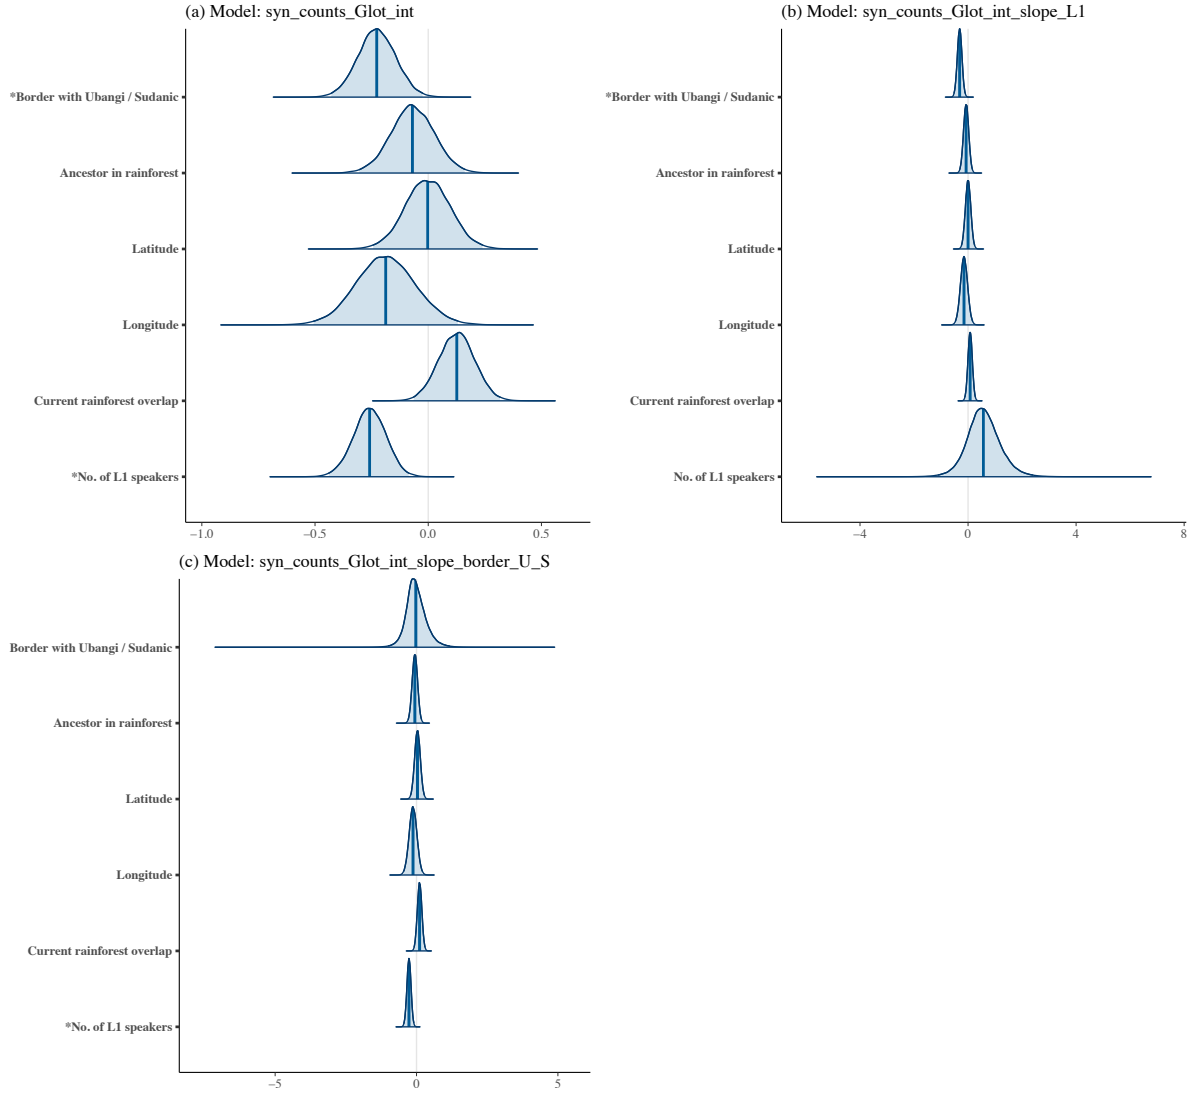 (a) Model: syn_counts_Glot_int
*Border with Ubangi / Sudanic
Ancestor in rainforest
Latitude
Longitude
Current rainforest overlap
*No. of L1 speakers
−1.0 −0.5 0.0 0.5
(b) Model: syn_counts_Glot_int_slope_L1
*Border with Ubangi / Sudanic
Ancestor in rainforest
Latitude
Longitude
Current rainforest overlap
No. of L1 speakers
−4 0 4 8
(c) Model: syn_counts_Glot_int_slope_border_U_S
Border with Ubangi / Sudanic
Ancestor in rainforest
Latitude
Longitude
Current rainforest overlap
*No. of L1 speakers
−5 0 5